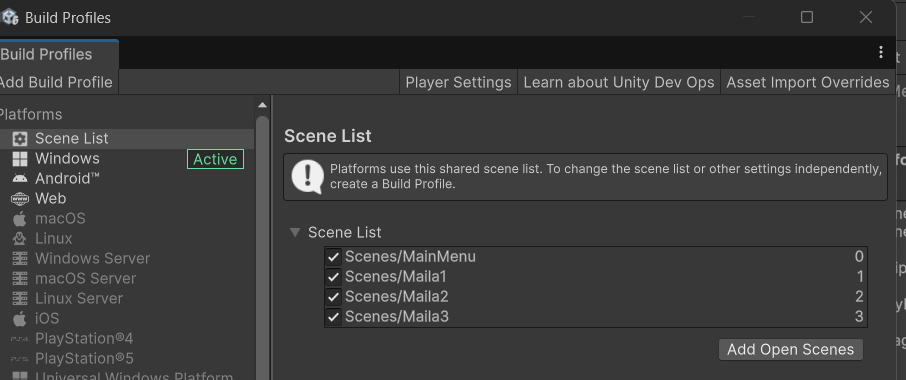 Build Profiles
Build Profiles
Add Build Profile
Player Settings
Learn about Unity Dev Ops
Asset Import Overrides
Platforms
Scene List
Windows
Active
Android™
Web
macOS
Linux
Windows Server
macOS Server
Linux Server
iOS
PlayStation®4
PlayStation®5
Universal Windows Platform
Scene List
Platforms use this shared scene list. To change the scene list or other settings independently,
create a Build Profile.
Scene List
Scenes/MainMenu 0
Scenes/Maila1 1
Scenes/Maila2 2
Scenes/Maila3 3
Add Open Scenes